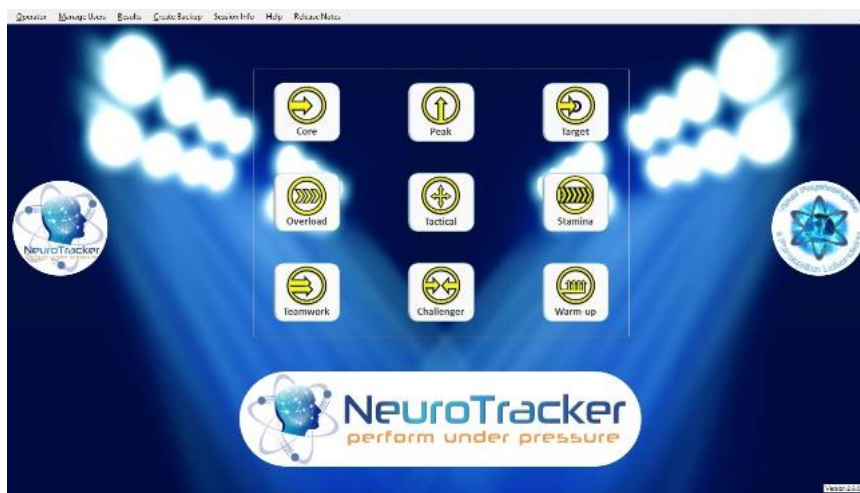 Operator Manage Users Results Create Backup Session Info Help Release Notes
Core Peak Target
Overload Tactical Stamina
Teamwork Challenger Warm-up
NeuroTracker
NeuroTracker
perform under pressure